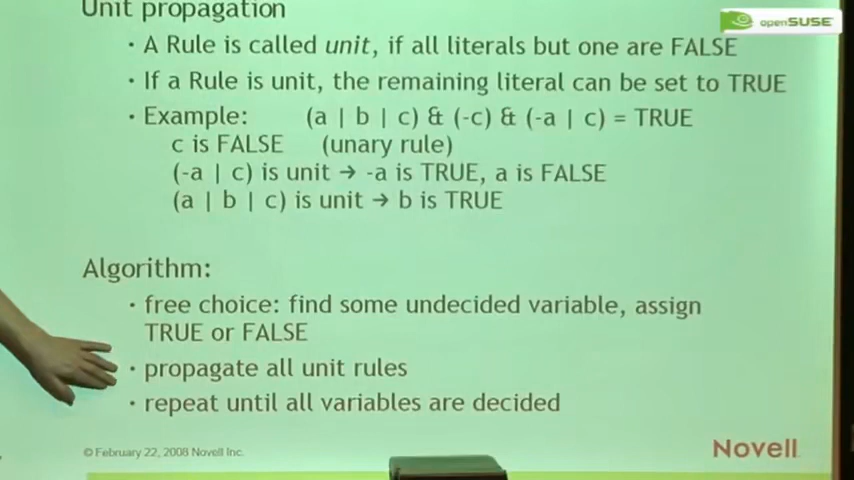 Unit propagation
openSUSE
· A Rule is called unit, if all literals but one are FALSE
· If a Rule is unit, the remaining literal can be set to TRUE
· Example: (a | b | c) & (-c) & (-a | c) = TRUE
c is FALSE (unary rule)
(-a | c) is unit → -a is TRUE, a is FALSE
(a | b | c) is unit → b is TRUE
Algorithm:
· free choice: find some undecided variable, assign
TRUE or FALSE
· propagate all unit rules
· repeat until all variables are decided
© February 22, 2008 Novell Inc.
Novell